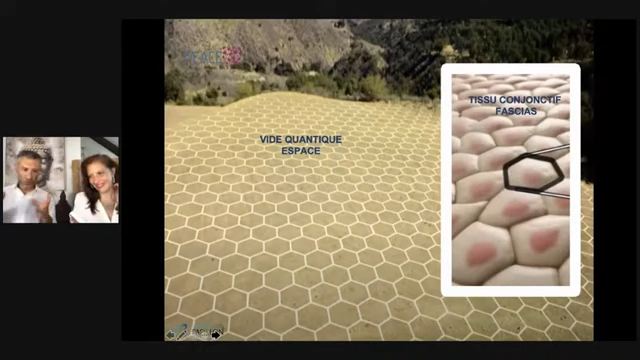 VIDE QUANTIQUE
ESPACE
TISSU CONJONCTIF
FASCIAS